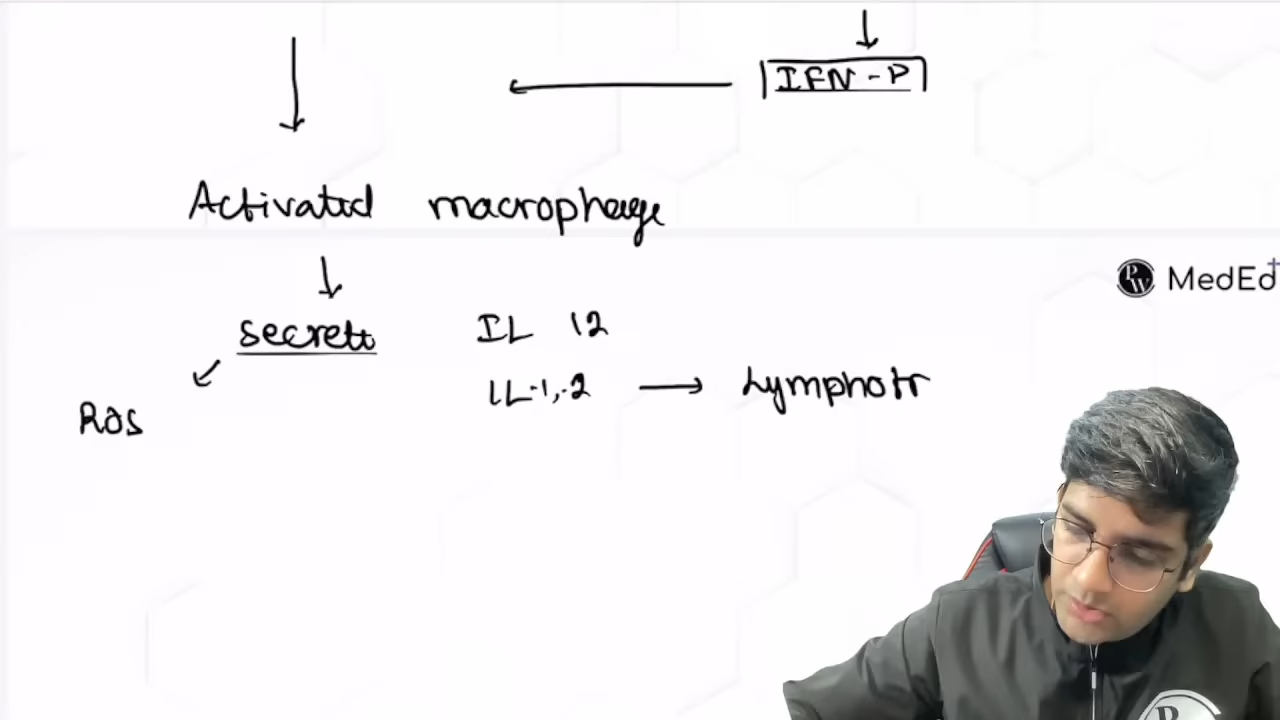 IFN-P
Activated macrophage
MedEd
secrete IL 12
IL-1,-2 → Lymphotr
ROS